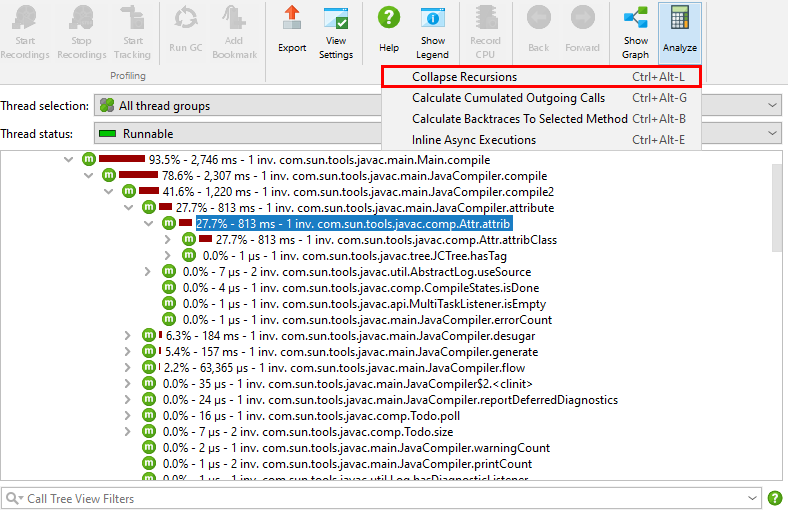 Start Recordings
Stop Recordings
Start Tracking
Run GC
Add Bookmark
Export
View Settings
Help
Show Legend
Record CPU
Back
Forward
Show Graph
Analyze
Profiling
Collapse Recursions Ctrl+Alt-L
Calculate Cumulated Outgoing Calls Ctrl+Alt-G
Calculate Backtraces To Selected Method Ctrl+Alt-B
Inline Async Executions Ctrl+Alt-E
Thread selection: All thread groups
Thread status: Runnable
93.5% - 2,746 ms - 1 inv. com.sun.tools.javac.main.Main.compile
78.6% - 2,307 ms - 1 inv. com.sun.tools.javac.main.JavaCompiler.compile
41.6% - 1,220 ms - 1 inv. com.sun.tools.javac.main.JavaCompiler.compile2
27.7% - 813 ms - 1 inv. com.sun.tools.javac.main.JavaCompiler.attribute
27.7% - 813 ms - 1 inv. com.sun.tools.javac.comp.Attr.attrib
27.7% - 813 ms - 1 inv. com.sun.tools.javac.comp.Attr.attribClass
0.0% - 1 µs - 1 inv. com.sun.tools.javac.tree.JCTree.hasTag
0.0% - 7 µs - 2 inv. com.sun.tools.javac.util.AbstractLog.useSource
0.0% - 4 µs - 1 inv. com.sun.tools.javac.comp.CompileStates.isDone
0.0% - 1 µs - 1 inv. com.sun.tools.javac.api.MultiTaskListener.isEmpty
0.0% - 1 µs - 1 inv. com.sun.tools.javac.main.JavaCompiler.errorCount
6.3% - 184 ms - 1 inv. com.sun.tools.javac.main.JavaCompiler.desugar
5.4% - 157 ms - 1 inv. com.sun.tools.javac.main.JavaCompiler.generate
2.2% - 63,365 µs - 1 inv. com.sun.tools.javac.main.JavaCompiler.flow
0.0% - 35 µs - 1 inv. com.sun.tools.javac.main.JavaCompiler$2.<clinit>
0.0% - 24 µs - 1 inv. com.sun.tools.javac.main.JavaCompiler.reportDeferredDiagnostics
0.0% - 16 µs - 1 inv. com.sun.tools.javac.comp.Todo.poll
0.0% - 7 µs - 2 inv. com.sun.tools.javac.comp.Todo.size
0.0% - 2 µs - 1 inv. com.sun.tools.javac.main.JavaCompiler.warningCount
0.0% - 1 µs - 2 inv. com.sun.tools.javac.main.JavaCompiler.printCount
0.0% - 1 µs - 1 inv. com.sun.tools.javac.util.Log.hasDiagnosticListener
Call Tree View Filters